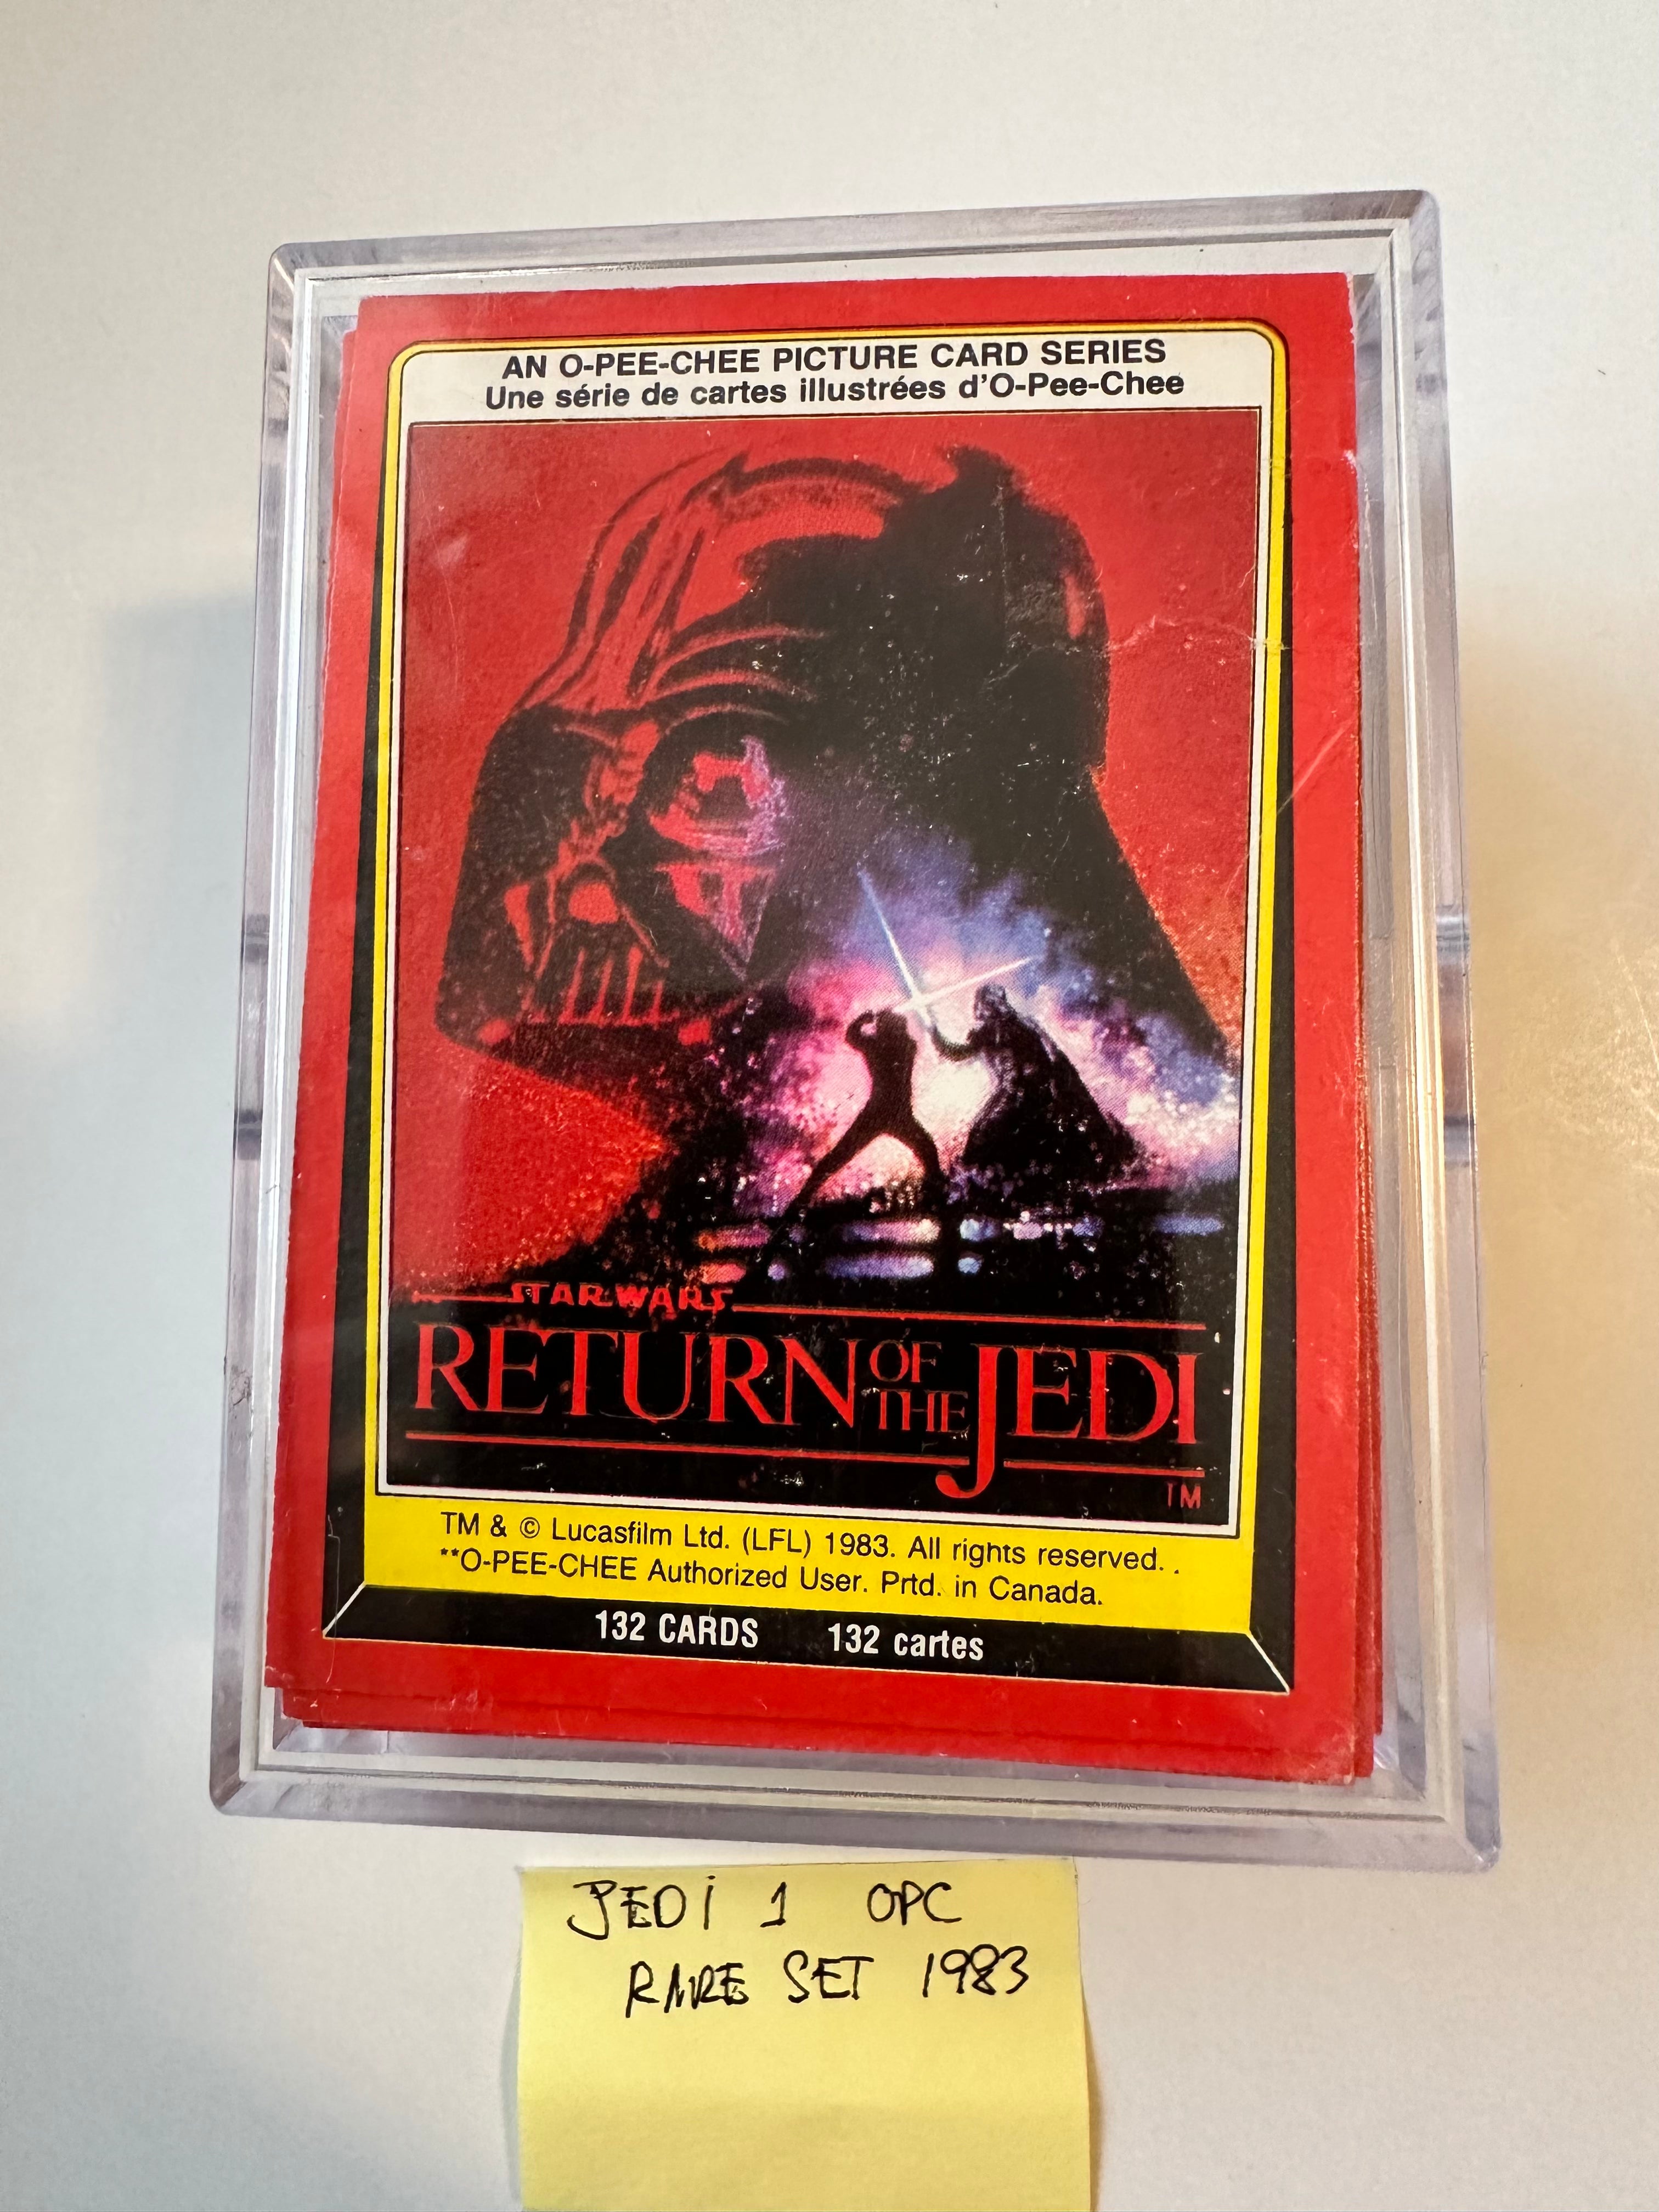 AN O-PEE-CHEE PICTURE CARD SERIES
Une série de cartes illustrées d'O-Pee-Chee
STAR WARS
RETURN OF THE JEDI
TM
TM & © Lucasfilm Ltd. (LFL) 1983. All rights reserved.
**O-PEE-CHEE Authorized User. Prtd. in Canada.
132 CARDS 132 cartes
JEDI 1 OPC
RARE SET 1983